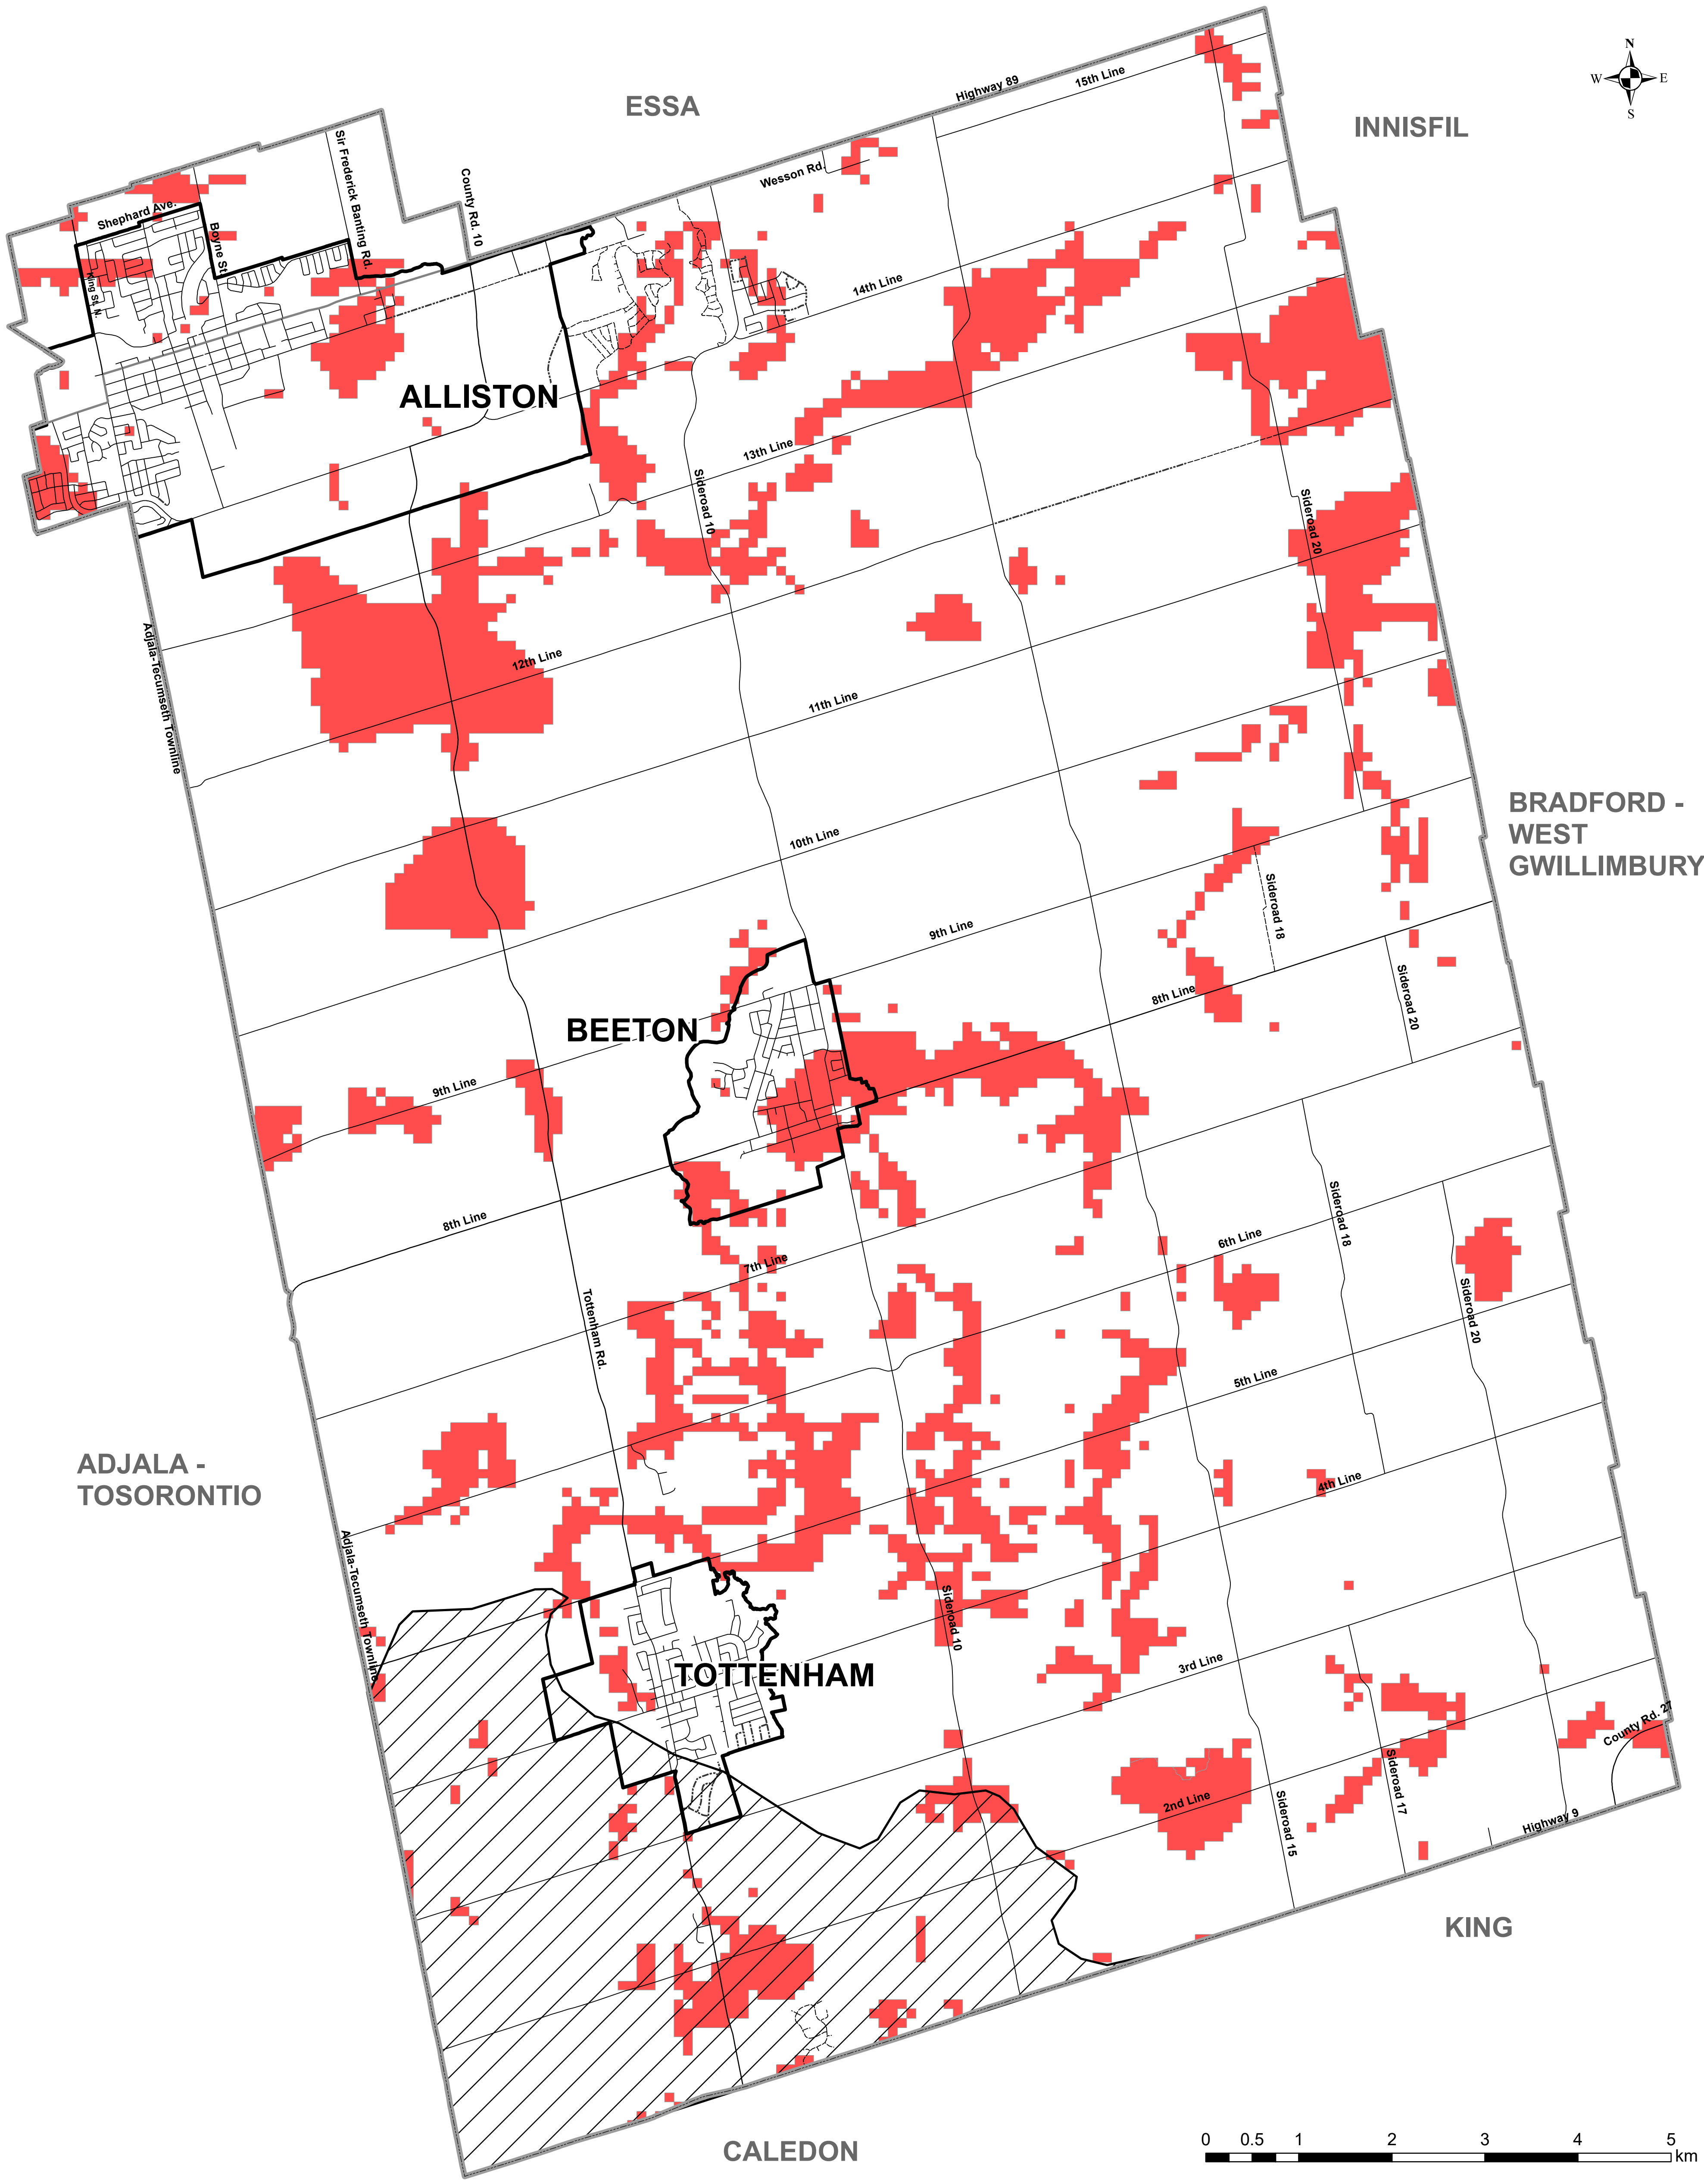 N
W E
S
ESSA
INNISFIL
Highway 89
15th Line
Sir Frederick Banting Rd.
County Rd. 10
Wesson Rd.
Shephard Ave.
Boyne St.
King St. N.
14th Line
ALLISTON
13th Line
Sideroad 10
Sideroad 20
Adjala-Tecumseth Townline
12th Line
11th Line
BRADFORD -
WEST
GWILLIMBURY
10th Line
Sideroad 18
9th Line
8th Line
Sideroad 20
BEETON
9th Line
8th Line
Sideroad 18
6th Line
7th Line
Sideroad 20
Tottenham Rd.
5th Line
ADJALA -
TOSORONTIO
4th Line
Adjala-Tecumseth Townline
Sideroad 10
TOTTENHAM
3rd Line
County Rd. 27
2nd Line
Sideroad 17
Sideroad 15
Highway 9
KING
CALEDON
0 0.5 1 2 3 4 5
km